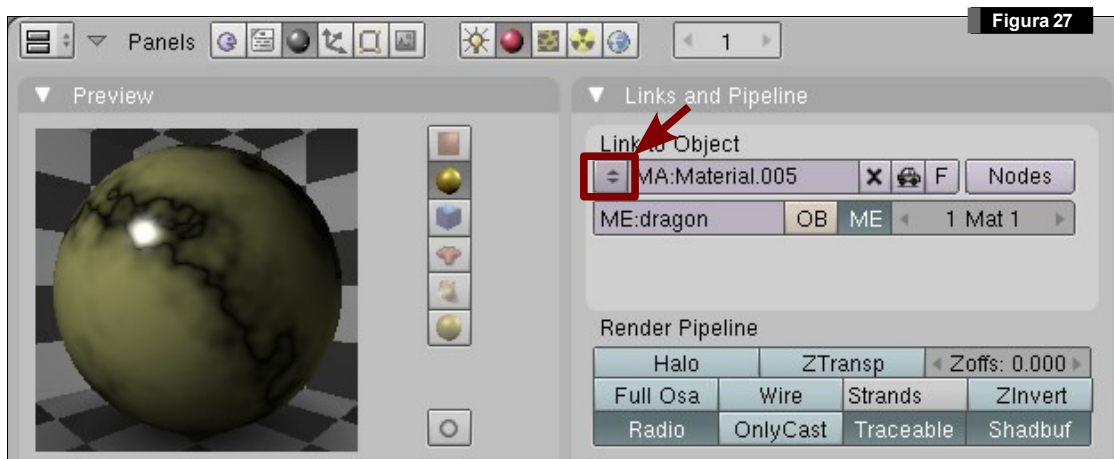 Figura 27
Panels
1
Preview
Links and Pipeline
Link to Object
MA:Material.005 F Nodes
ME:dragon OB ME 1 Mat 1
Render Pipeline
Halo ZTransp Zoffs: 0.000
Full Osa Wire Strands ZInvert
Radio OnlyCast Traceable Shadbuf